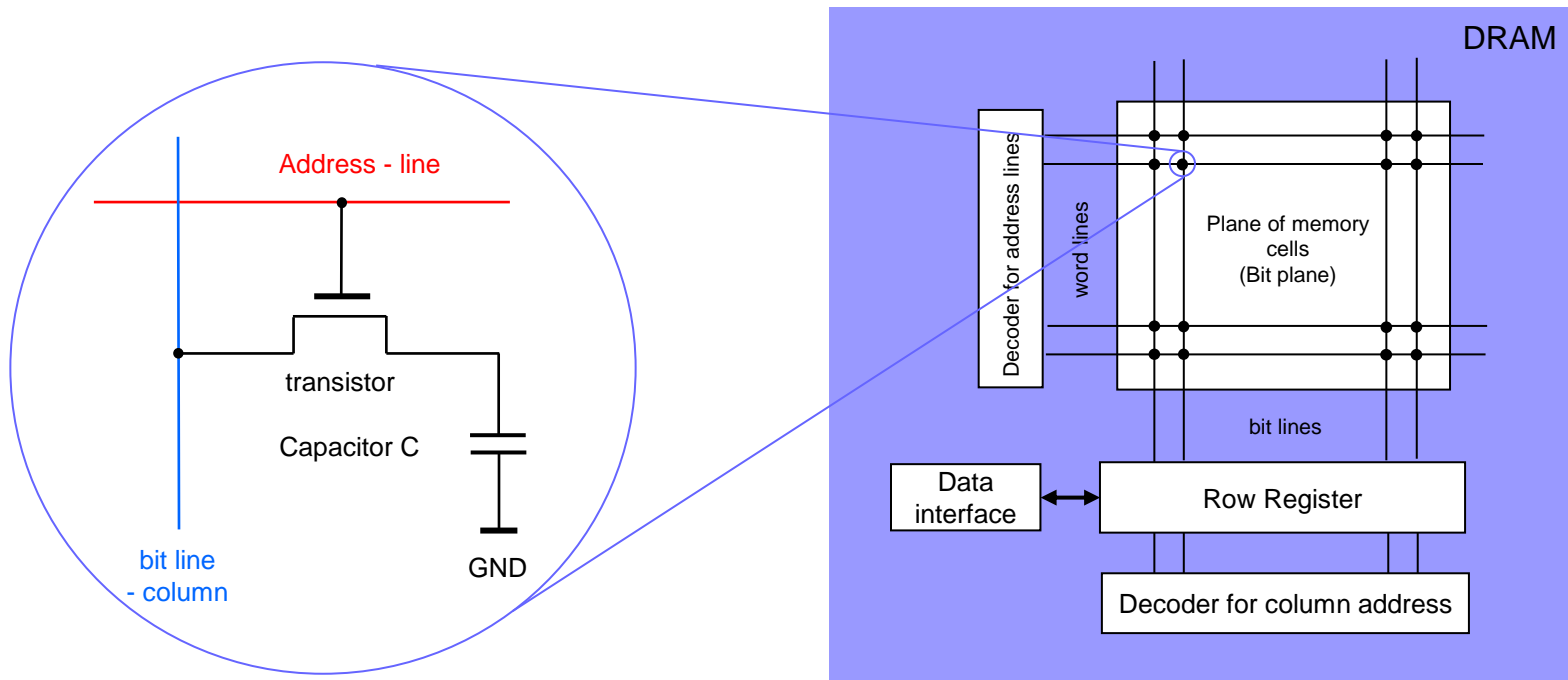 DRAM
Address - line
transistor
Capacitor C
GND
bit line
- column
Decoder for address lines
word lines
Plane of memory
cells
(Bit plane)
bit lines
Data
interface
Row Register
Decoder for column address